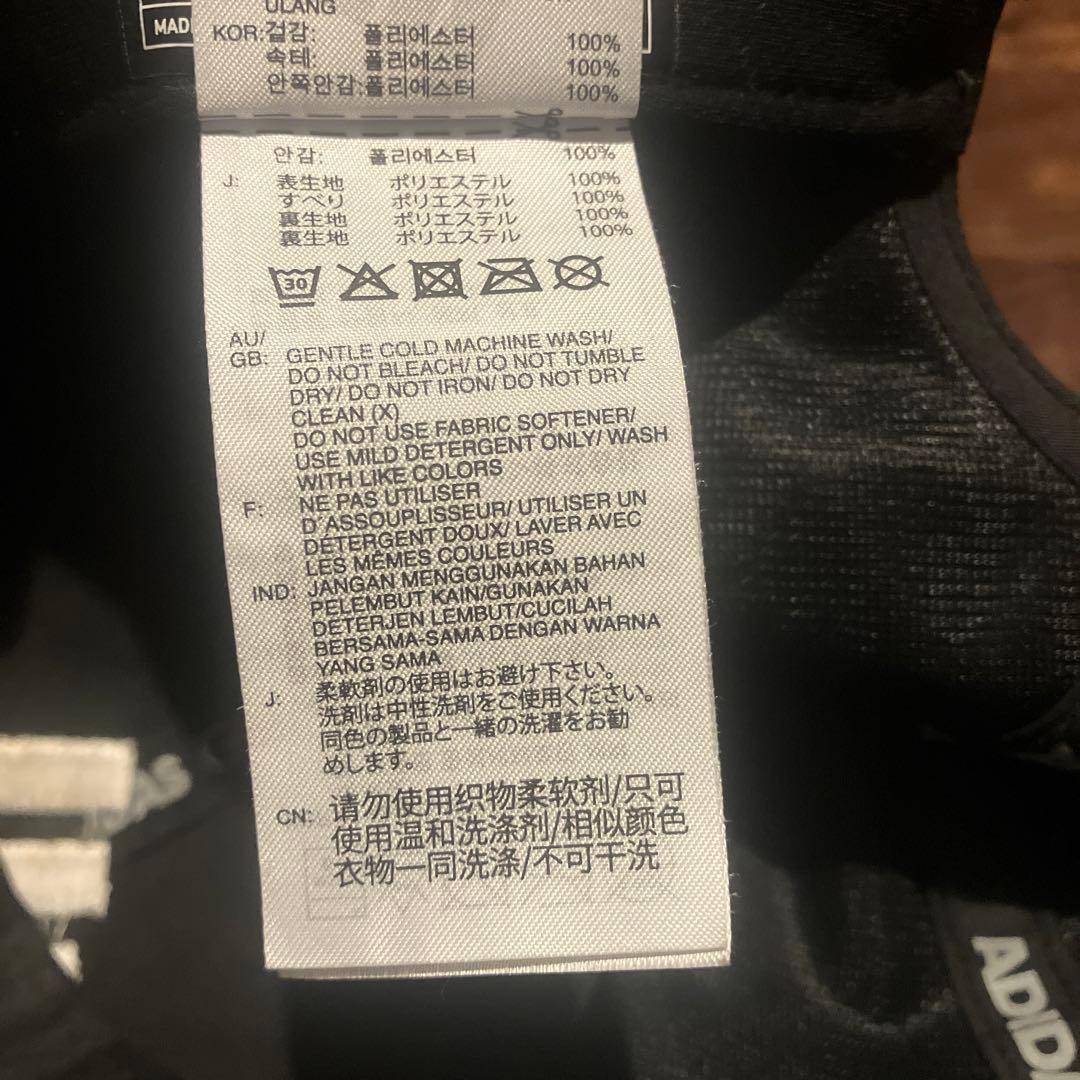 MAD
ULANG
KOR: 겉감: 폴리에스터 100%
속테: 폴리에스터 100%
안쪽안감: 폴리에스터 100%
안감: 폴리에스터 100%
J: 表生地 ポリエステル 100%
すべり ポリエステル 100%
裏生地 ポリエステル 100%
裏生地 ポリエステル 100%
30
AU/
GB: GENTLE COLD MACHINE WASH/
DO NOT BLEACH/ DO NOT TUMBLE
DRY/ DO NOT IRON/ DO NOT DRY
CLEAN (X)
DO NOT USE FABRIC SOFTENER/
USE MILD DETERGENT ONLY/ WASH
WITH LIKE COLORS
F: NE PAS UTILISER
D'ASSOUPLISSEUR/ UTILISER UN
DÉTERGENT DOUX/ LAVER AVEC
LES MÊMES COULEURS
IND: JANGAN MENGGUNAKAN BAHAN
PELEMBUT KAIN/GUNAKAN
DETERJEN LEMBUT/CUCILAH
BERSAMA-SAMA DENGAN WARNA
YANG SAMA
J: 柔軟剤の使用はお避け下さい。
洗剤は中性洗剤をご使用ください。
同色の製品と一緒の洗濯をお勧
めします。
CN: 请勿使用织物柔软剂/只可
使用温和洗涤剂/相似颜色
衣物一同洗涤/不可干洗
ADID